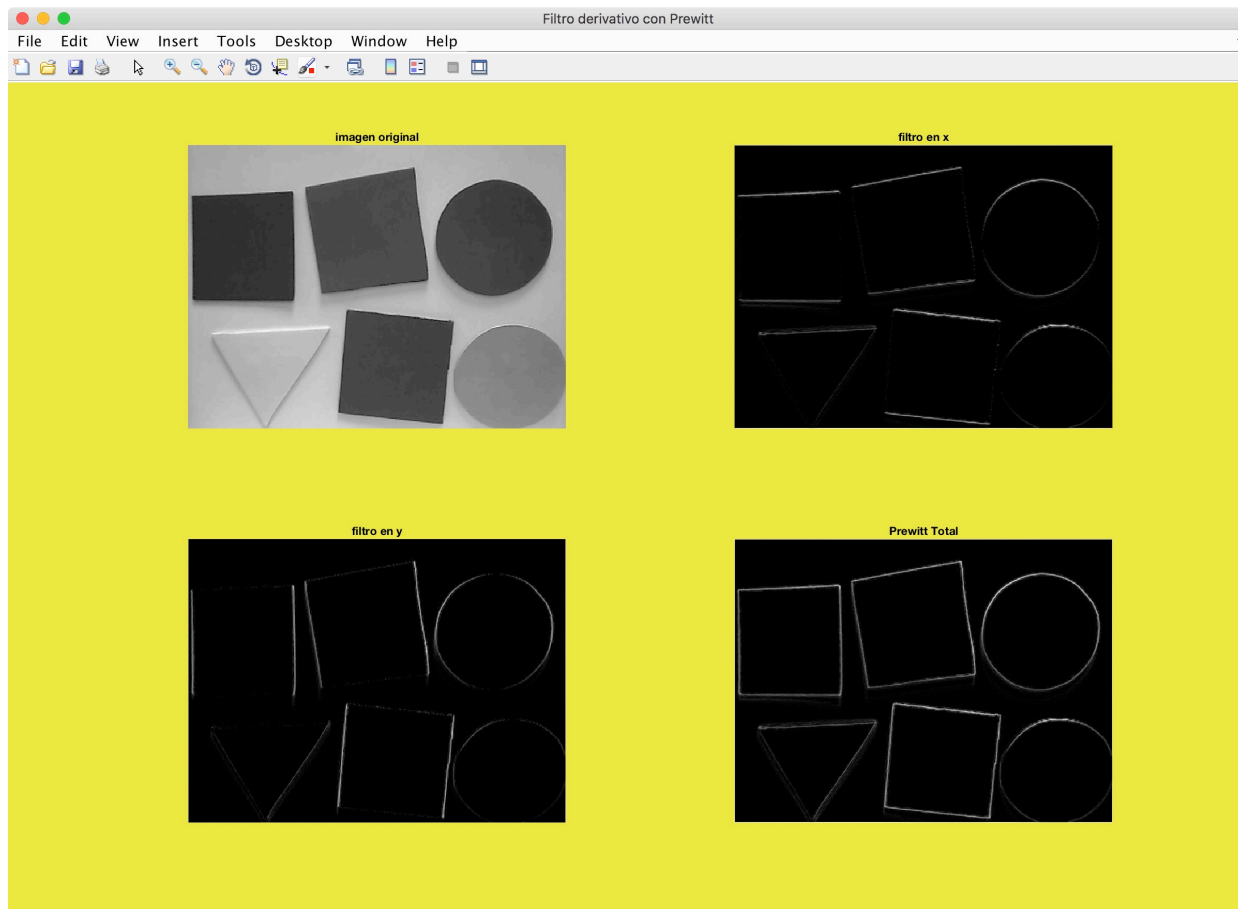 Filtro derivativo con Prewitt
File Edit View Insert Tools Desktop Window Help
imagen original
filtro en x
filtro en y
Prewitt Total